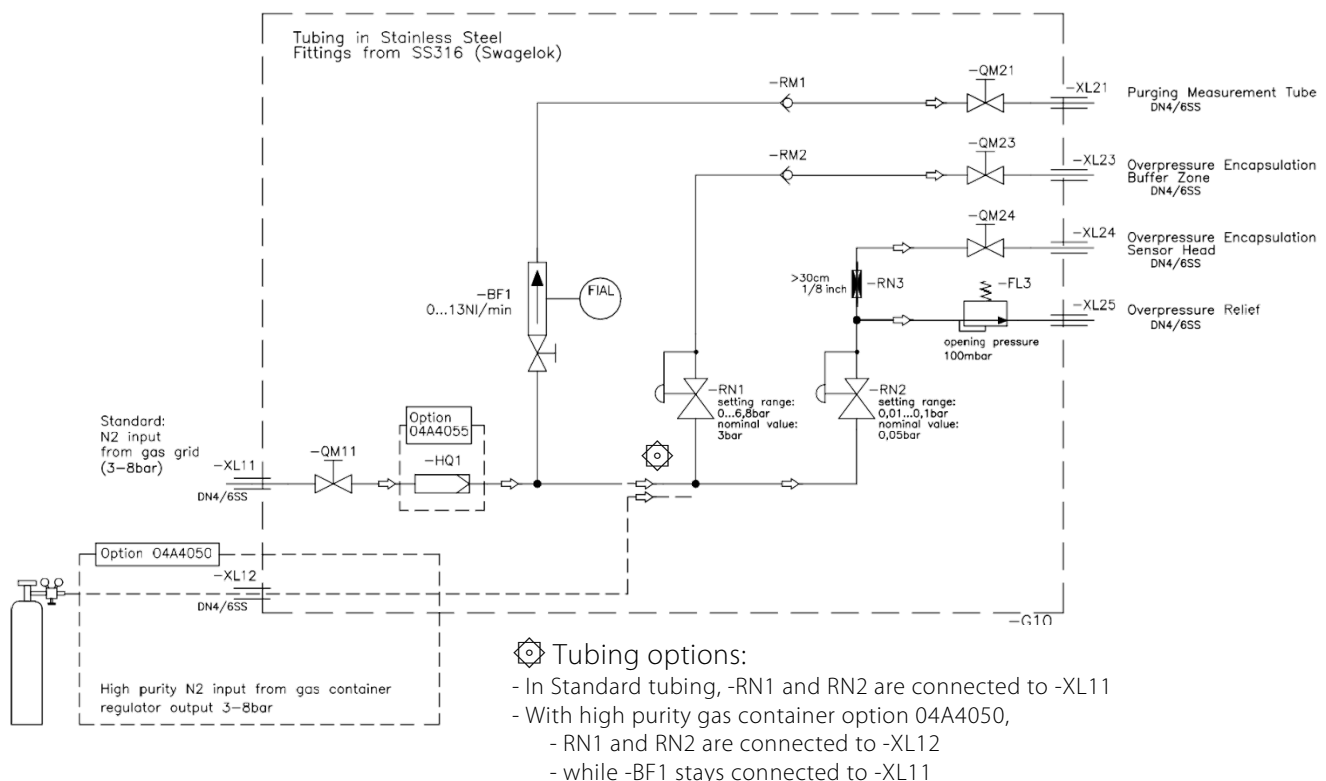 Tubing in Stainless Steel
Fittings from SS316 (Swagelok)
-RM1
-QM21
-XL21
Purging Measurement Tube
DN4/6SS
-RM2
-QM23
-XL23
Overpressure Encapsulation
Buffer Zone
DN4/6SS
-QM24
-XL24
Overpressure Encapsulation
Sensor Head
DN4/6SS
>30cm
1/8 inch
-RN3
-FL3
-XL25
Overpressure Relief
DN4/6SS
opening pressure
100mbar
-BF1
0...13Nl/min
FIAL
-RN1
setting range:
0...6,8bar
nominal value:
3bar
-RN2
setting range:
0,01...0,1bar
nominal value:
0,05bar
Standard:
N2 input
from gas grid
(3-8bar)
-XL11
DN4/6SS
-QM11
Option
04A4055
-HQ1
Option 04A4050
-XL12
DN4/6SS
-G10
High purity N2 input from gas container
regulator output 3-8bar
Tubing options:
- In Standard tubing, -RN1 and RN2 are connected to -XL11
- With high purity gas container option 04A4050,
- RN1 and RN2 are connected to -XL12
- while -BF1 stays connected to -XL11